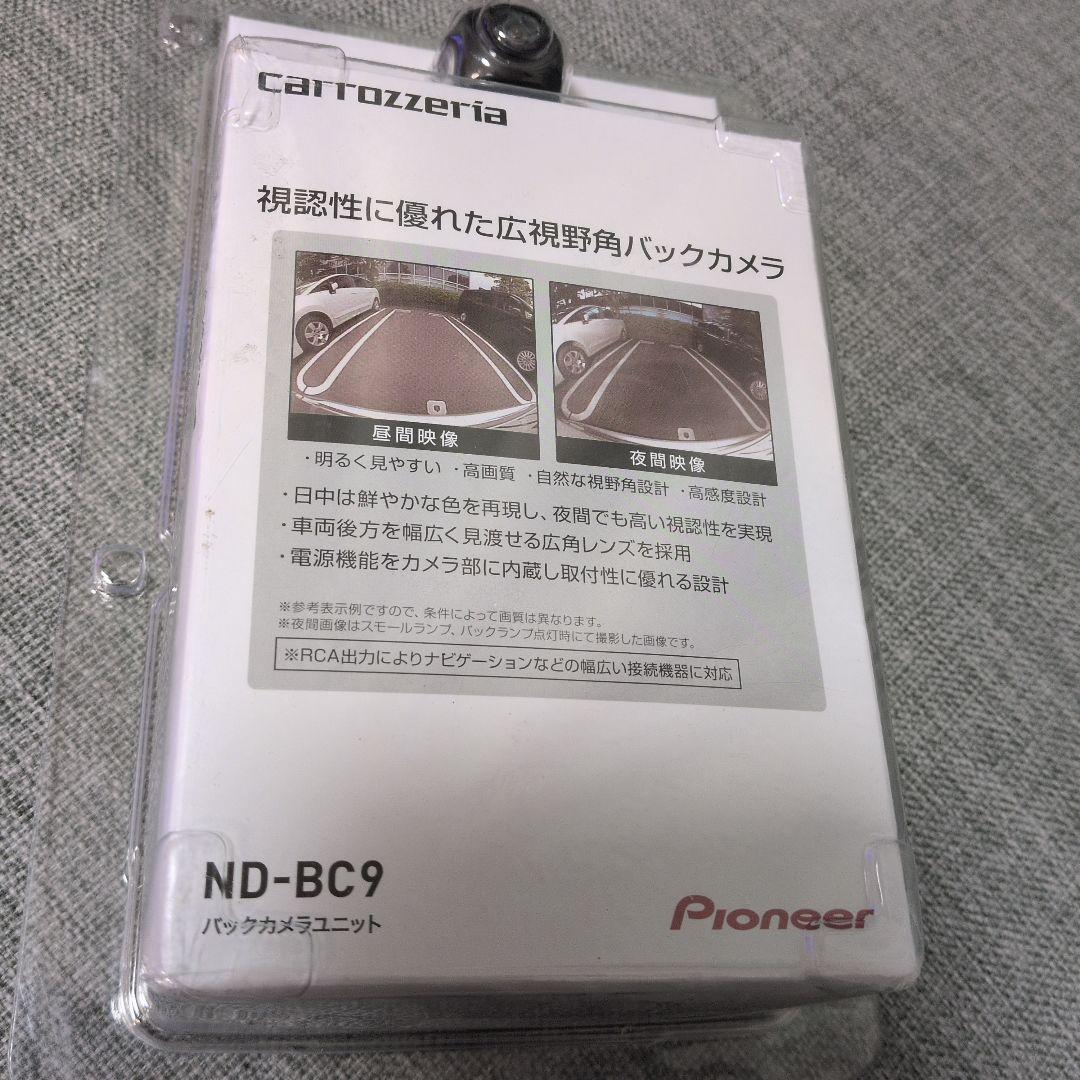 carrozzeria
視認性に優れた広視野角バックカメラ
昼間映像
夜間映像
・明るく見やすい ・高画質 ・自然な視野角設計 ・高感度設計
・日中は鮮やかな色を再現し、夜間でも高い視認性を実現
・車両後方を幅広く見渡せる広角レンズを採用
・電源機能をカメラ部に内蔵し取付性に優れる設計
※参考表示例ですので、条件によって画質は異なります。
※夜間画像はスモールランプ、バックランプ点灯時にて撮影した画像です。
※RCA出力によりナビゲーションなどの幅広い接続機器に対応
ND-BC9
バックカメラユニット
Pioneer